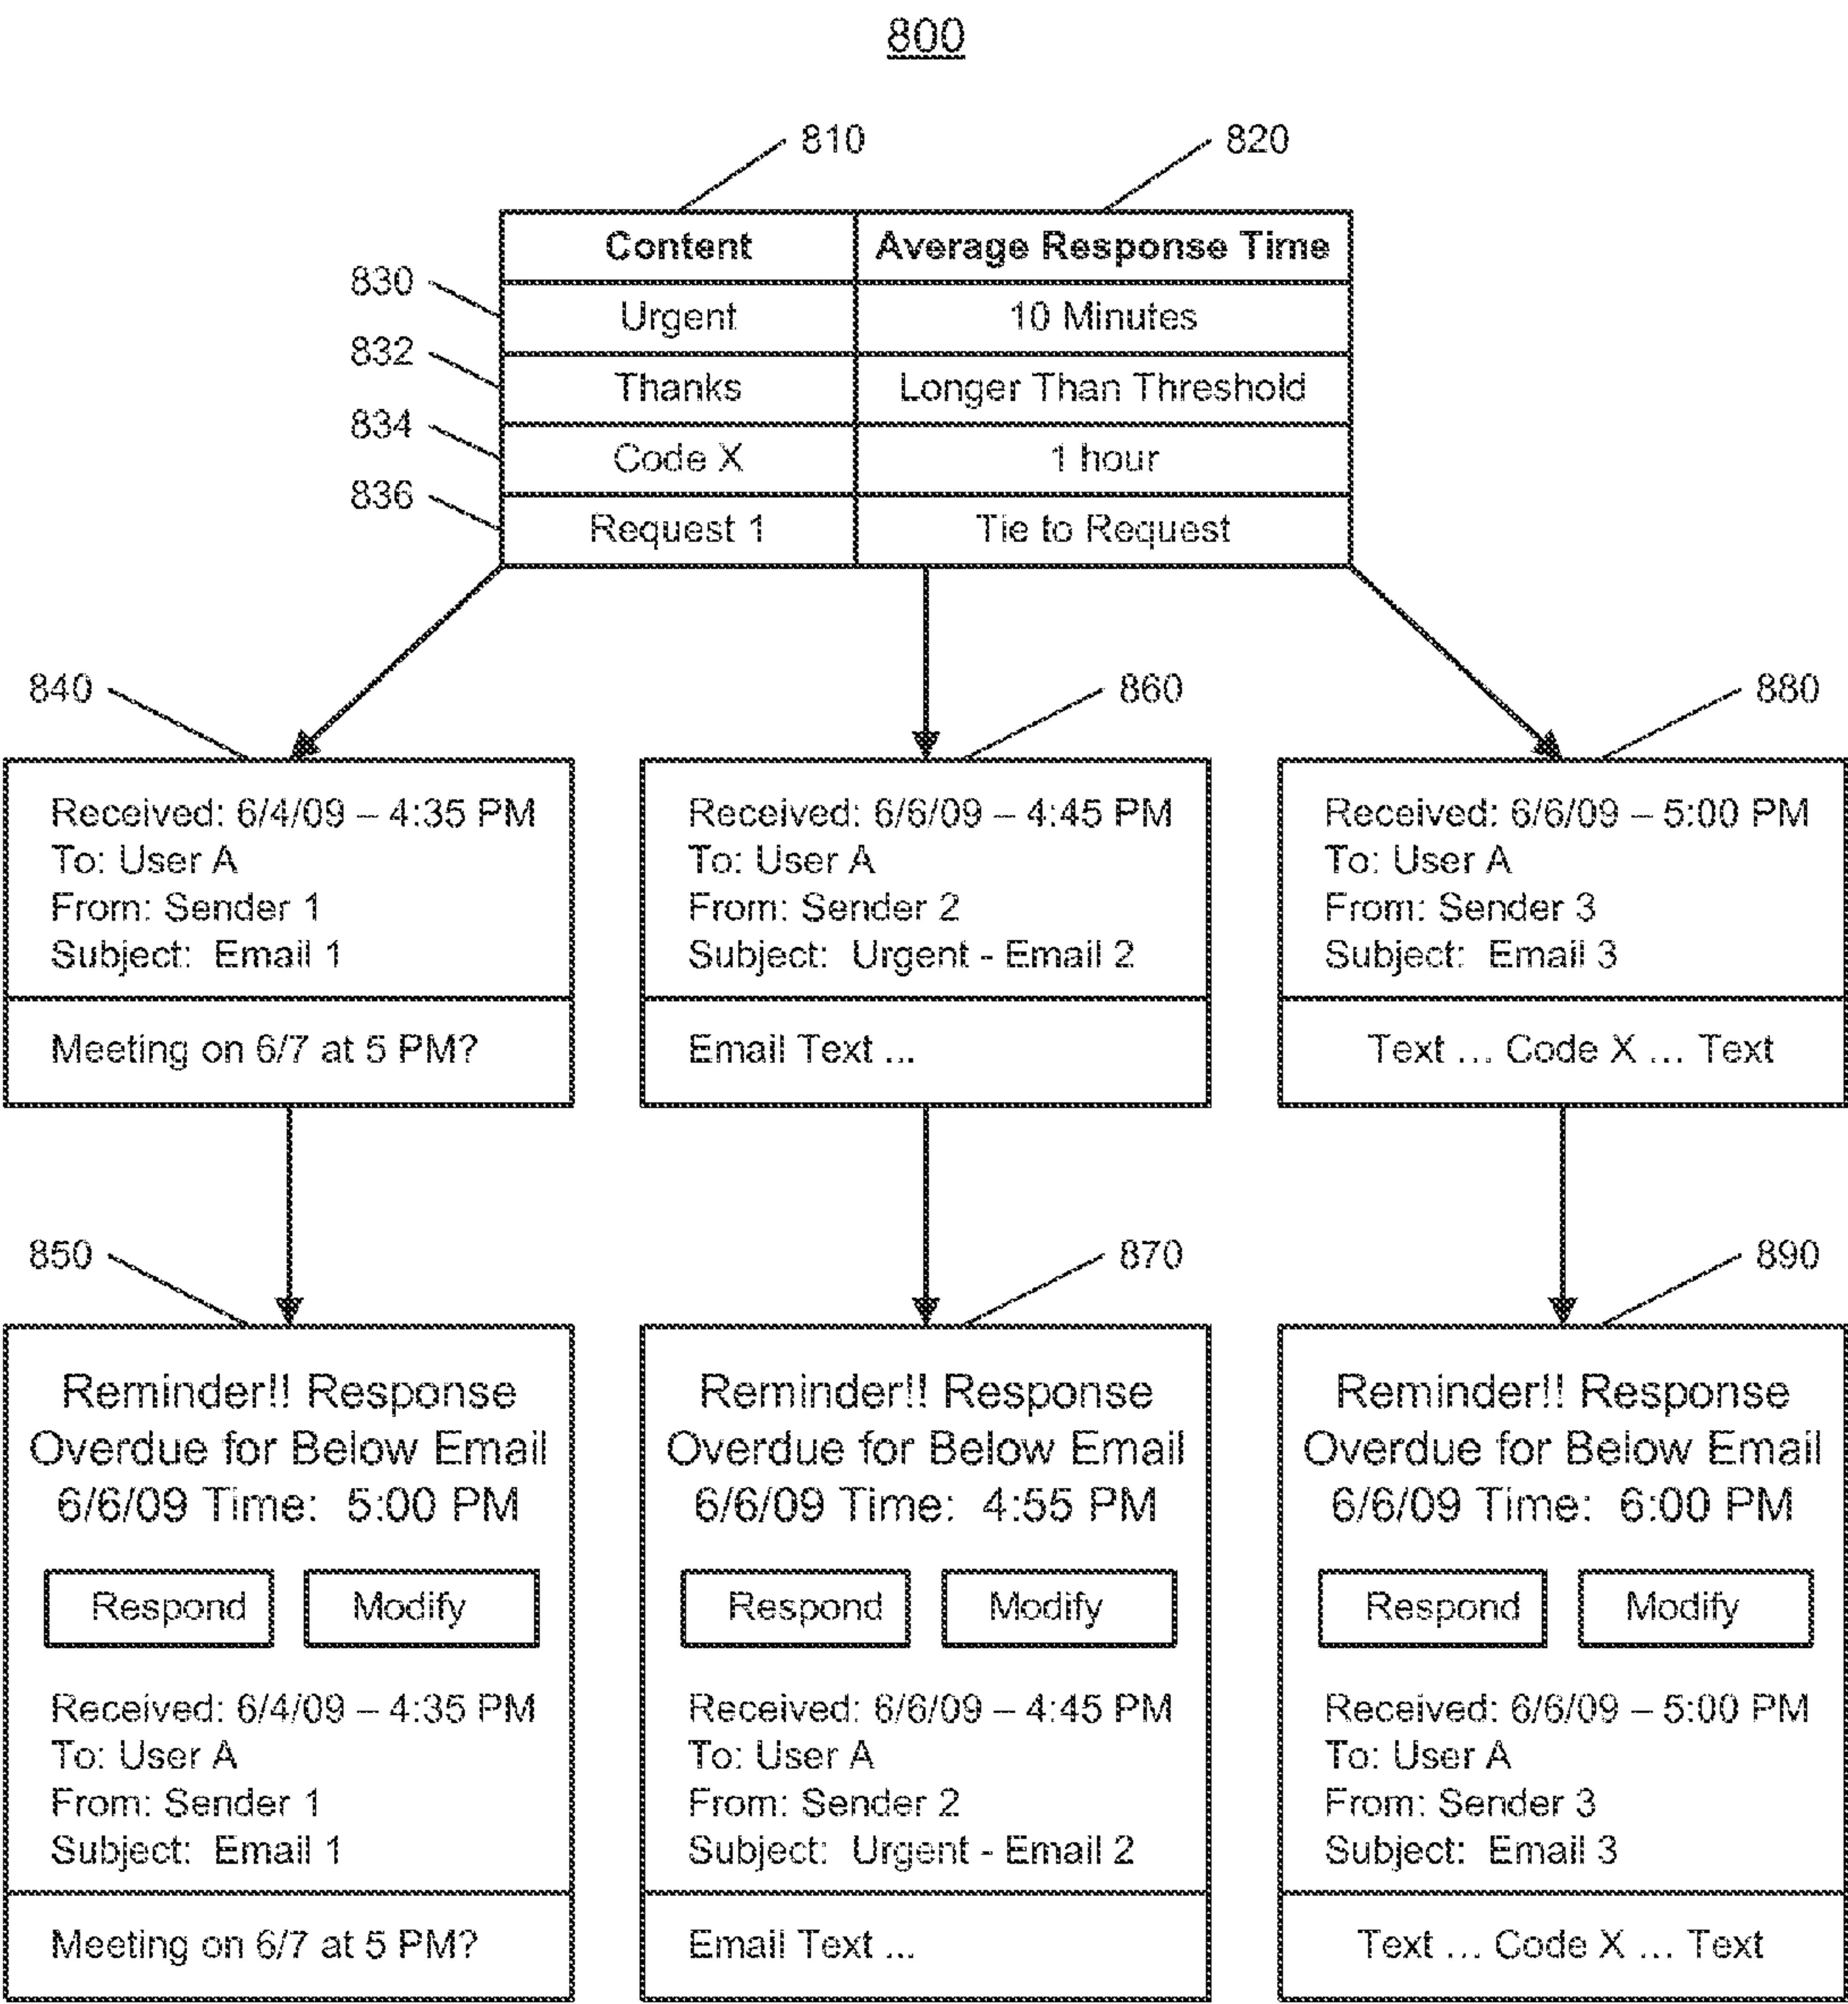 800
810
820
Content
Average Response Time
830
Urgent
10 Minutes
832
Thanks
Longer Than Threshold
834
Code X
1 hour
836
Request 1
Tie to Request
840
Received: 6/4/09 – 4:35 PM
To: User A
From: Sender 1
Subject: Email 1
Meeting on 6/7 at 5 PM?
860
Received: 6/6/09 – 4:45 PM
To: User A
From: Sender 2
Subject: Urgent - Email 2
Email Text ...
880
Received: 6/6/09 – 5:00 PM
To: User A
From: Sender 3
Subject: Email 3
Text ... Code X ... Text
850
Reminder!! Response
Overdue for Below Email
6/6/09 Time: 5:00 PM
Respond
Modify
Received: 6/4/09 – 4:35 PM
To: User A
From: Sender 1
Subject: Email 1
Meeting on 6/7 at 5 PM?
870
Reminder!! Response
Overdue for Below Email
6/6/09 Time: 4:55 PM
Respond
Modify
Received: 6/6/09 – 4:45 PM
To: User A
From: Sender 2
Subject: Urgent - Email 2
Email Text ...
890
Reminder!! Response
Overdue for Below Email
6/6/09 Time: 6:00 PM
Respond
Modify
Received: 6/6/09 – 5:00 PM
To: User A
From: Sender 3
Subject: Email 3
Text ... Code X ... Text